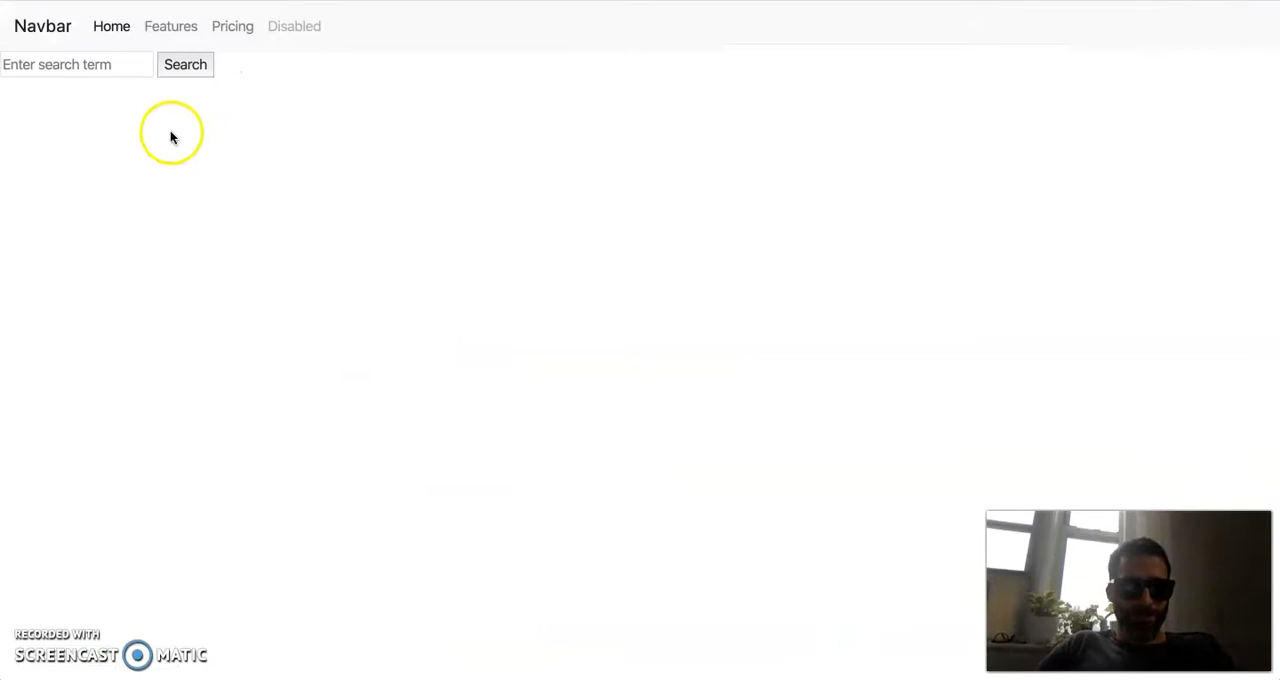 Navbar Home Features Pricing Disabled
Enter search term Search
RECORDED WITH
SCREENCAST MATIC